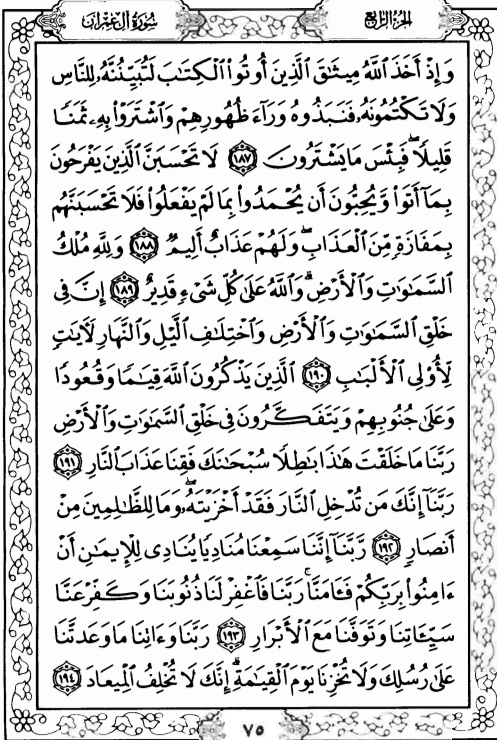 الجزء الرابع
سورة آل عمران
وَإِذْ أَخَذَ ٱللَّهُ مِيثَٰقَ ٱلَّذِينَ أُوتُوا۟ ٱلْكِتَٰبَ لَتُبَيِّنُنَّهُۥ لِلنَّاسِ
وَلَا تَكْتُمُونَهُۥ فَنَبَذُوهُ وَرَآءَ ظُهُورِهِمْ وَٱشْتَرَوْا۟ بِهِۦ ثَمَنًا
قَلِيلًا ۖ فَبِئْسَ مَا يَشْتَرُونَ ١٨٧ لَا تَحْسَبَنَّ ٱلَّذِينَ يَفْرَحُونَ
بِمَآ أَتَوا۟ وَّيُحِبُّونَ أَن يُحْمَدُوا۟ بِمَا لَمْ يَفْعَلُوا۟ فَلَا تَحْسَبَنَّهُم
بِمَفَازَةٍ مِّنَ ٱلْعَذَابِ ۖ وَلَهُمْ عَذَابٌ أَلِيمٌ ١٨٨ وَلِلَّهِ مُلْكُ
ٱلسَّمَٰوَٰتِ وَٱلْأَرْضِ ۗ وَٱللَّهُ عَلَىٰ كُلِّ شَىْءٍ قَدِيرٌ ١٨٩ إِنَّ فِى
خَلْقِ ٱلسَّمَٰوَٰتِ وَٱلْأَرْضِ وَٱخْتِلَٰفِ ٱلَّيْلِ وَٱلنَّهَارِ لَءَايَٰتٍ
لِّأُو۟لِى ٱلْأَلْبَٰبِ ١٩٠ ٱلَّذِينَ يَذْكُرُونَ ٱللَّهَ قِيَٰمًا وَقُعُودًا
وَعَلَىٰ جُنُوبِهِمْ وَيَتَفَكَّرُونَ فِى خَلْقِ ٱلسَّمَٰوَٰتِ وَٱلْأَرْضِ
رَبَّنَا مَا خَلَقْتَ هَٰذَا بَٰطِلًا سُبْحَٰنَكَ فَقِنَا عَذَابَ ٱلنَّارِ ١٩١
رَبَّنَآ إِنَّكَ مَن تُدْخِلِ ٱلنَّارَ فَقَدْ أَخْزَيْتَهُۥ ۖ وَمَا لِلظَّٰلِمِينَ مِنْ
أَنصَارٍ ١٩٢ رَّبَّنَآ إِنَّنَا سَمِعْنَا مُنَادِيًا يُنَادِى لِلْإِيمَٰنِ أَنْ
ءَامِنُوا۟ بِرَبِّكُمْ فَـَٔامَنَّا ۚ رَبَّنَا فَٱغْفِرْ لَنَا ذُنُوبَنَا وَكَفِّرْ عَنَّا
سَيِّـَٔاتِنَا وَتَوَفَّنَا مَعَ ٱلْأَبْرَارِ ١٩٣ رَبَّنَا وَءَاتِنَا مَا وَعَدتَّنَا
عَلَىٰ رُسُلِكَ وَلَا تُخْزِنَا يَوْمَ ٱلْقِيَٰمَةِ ۗ إِنَّكَ لَا تُخْلِفُ ٱلْمِيعَادَ ١٩٤
٧٥